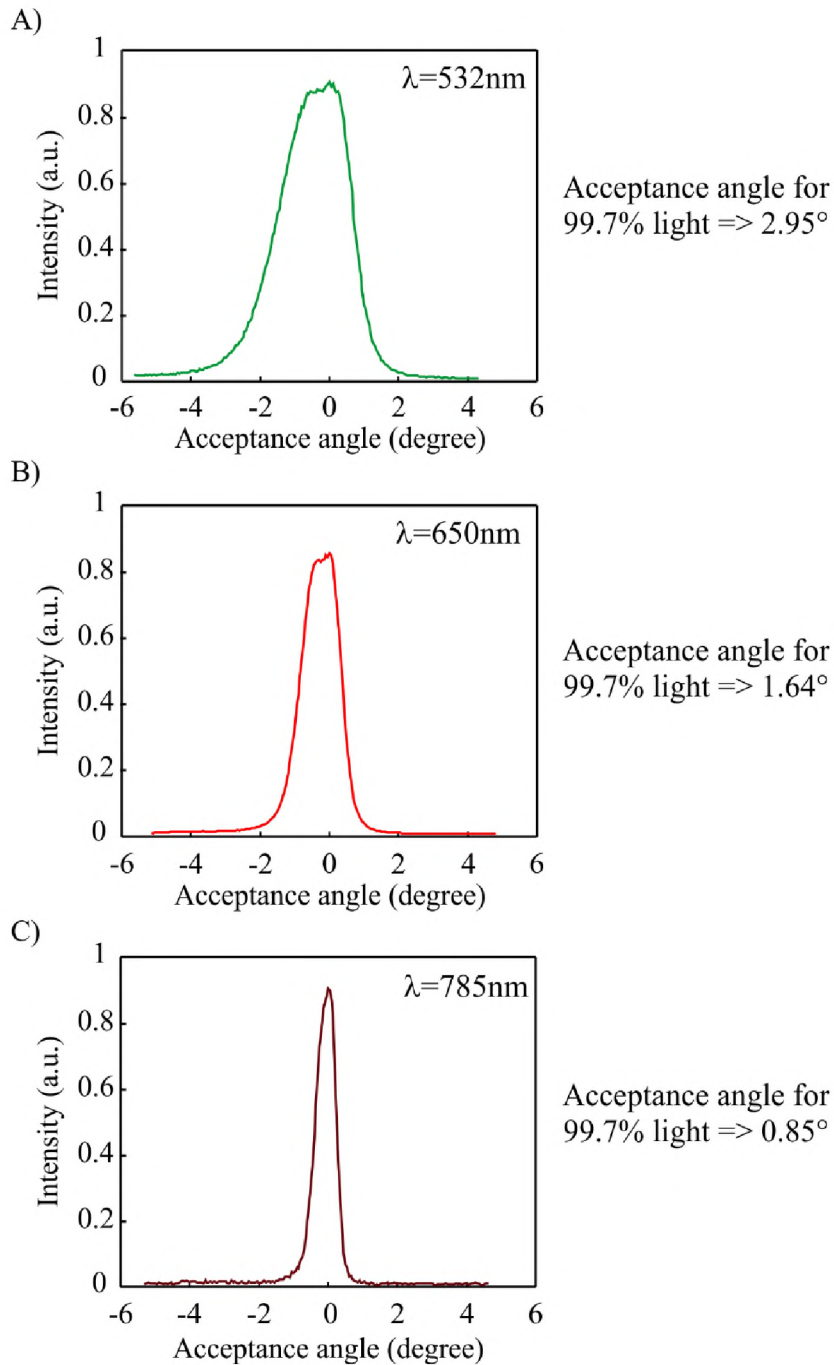 A)
1
0.8
0.6
0.4
0.2
0
Intensity (a.u.)
λ=532nm
-6 -4 -2 0 2 4 6
Acceptance angle (degree)
Acceptance angle for
99.7% light => 2.95°
B)
1
0.8
0.6
0.4
0.2
0
Intensity (a.u.)
λ=650nm
-6 -4 -2 0 2 4 6
Acceptance angle (degree)
Acceptance angle for
99.7% light => 1.64°
C)
1
0.8
0.6
0.4
0.2
0
Intensity (a.u.)
λ=785nm
-6 -4 -2 0 2 4 6
Acceptance angle (degree)
Acceptance angle for
99.7% light => 0.85°